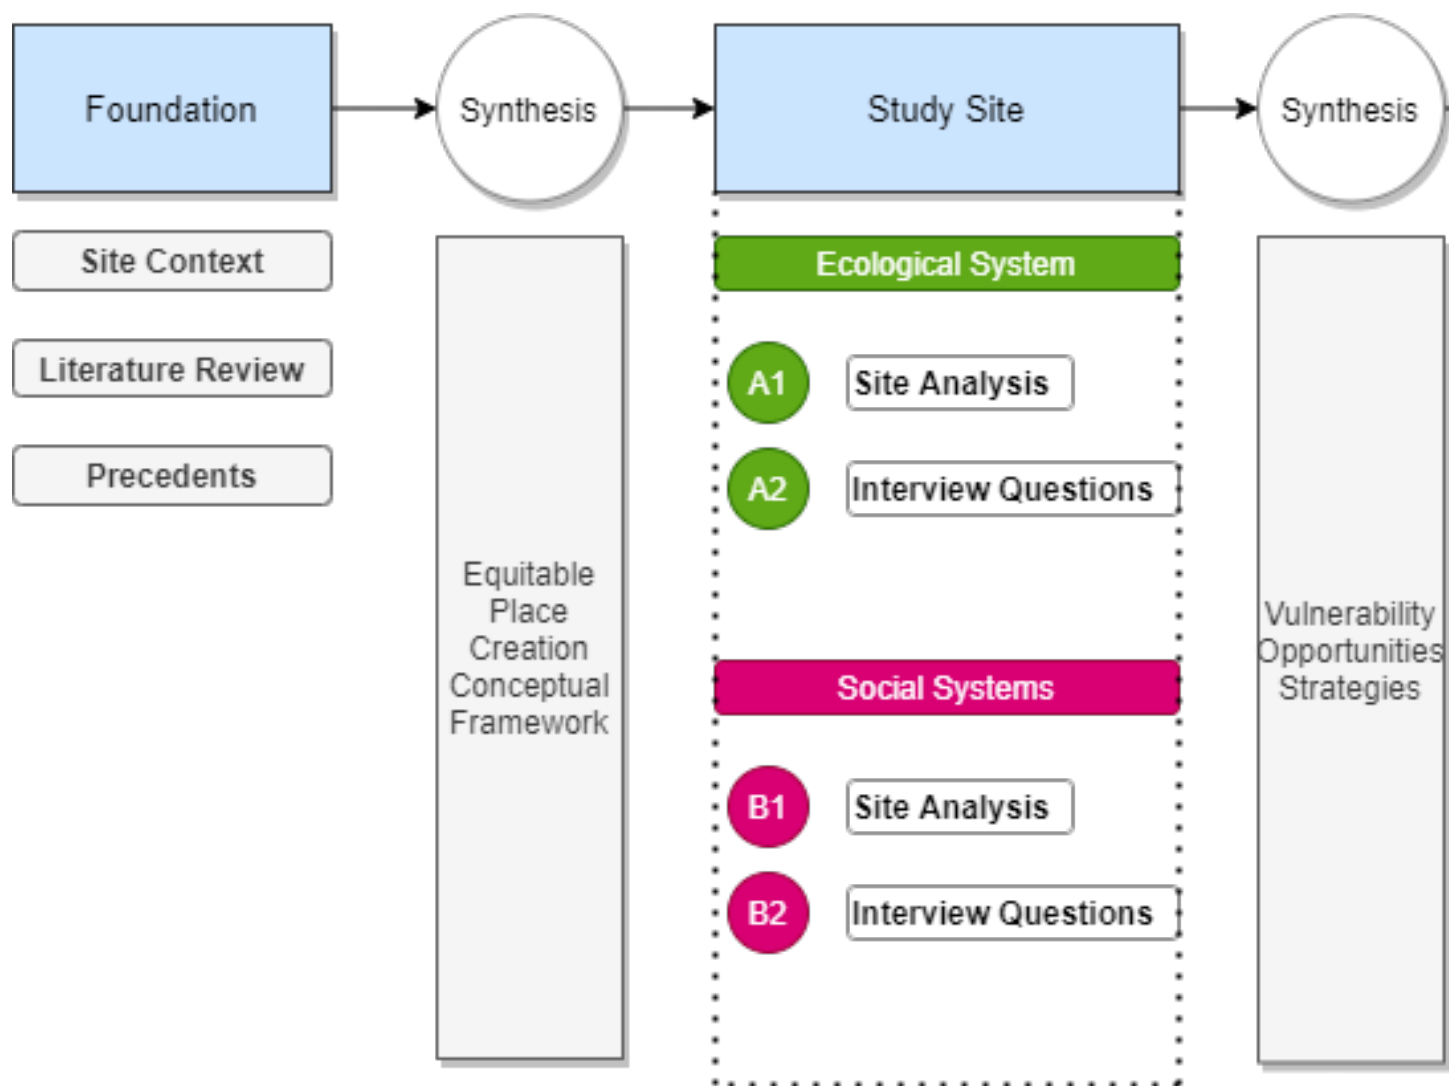 Foundation
Synthesis
Study Site
Synthesis
Site Context
Literature Review
Precedents
Equitable
Place
Creation
Conceptual
Framework
Ecological System
A1
Site Analysis
A2
Interview Questions
Social Systems
B1
Site Analysis
B2
Interview Questions
Vulnerability
Opportunities
Strategies